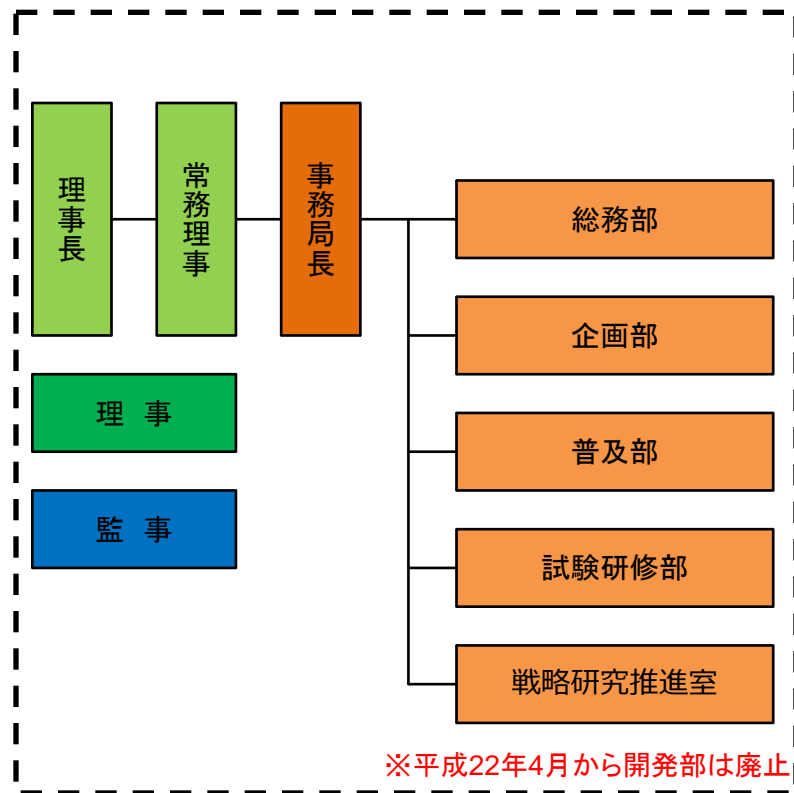 理事長
常務理事
事務局長
総務部
企画部
普及部
試験研修部
戦略研究推進室
理 事
監 事
※平成22年4月から開発部は廃止